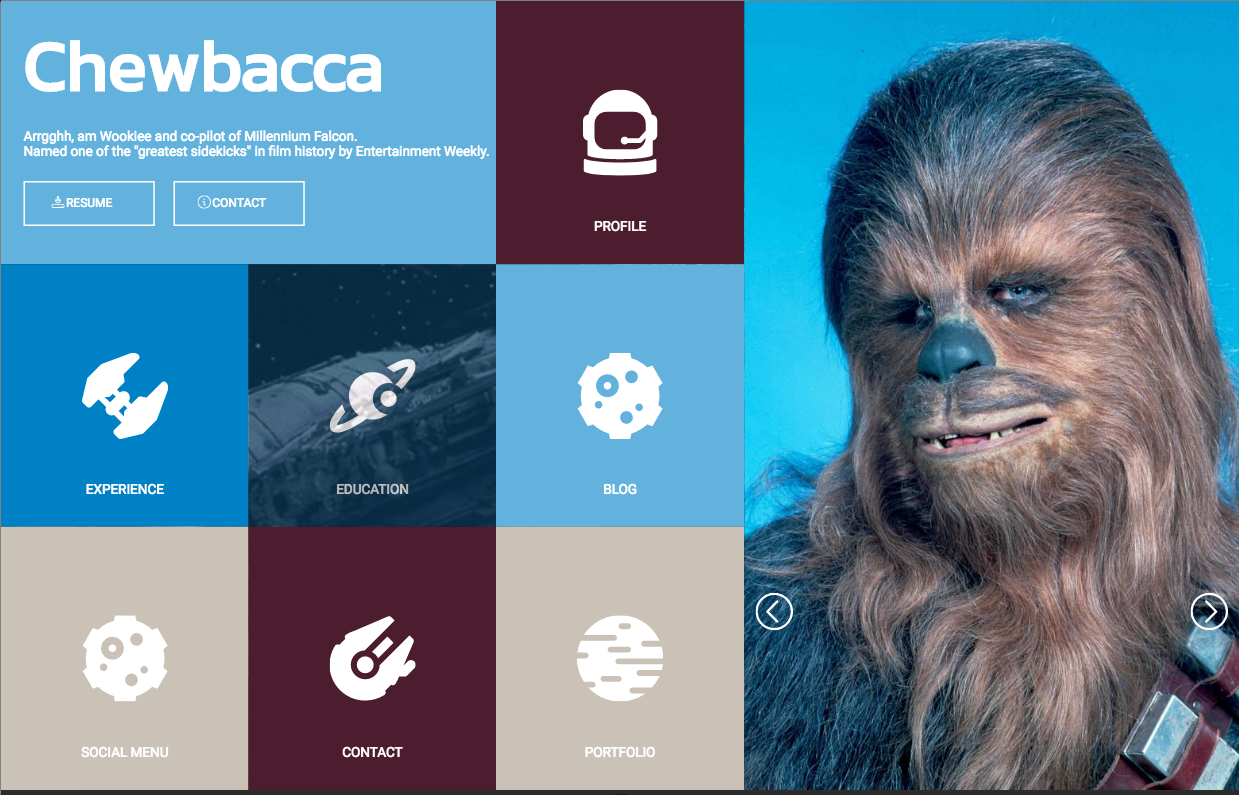 Chewbacca
Arrgghh, am Wookiee and co-pilot of Millennium Falcon.
Named one of the "greatest sidekicks" in film history by Entertainment Weekly.
RESUME
CONTACT
PROFILE
EXPERIENCE
EDUCATION
BLOG
SOCIAL MENU
CONTACT
PORTFOLIO